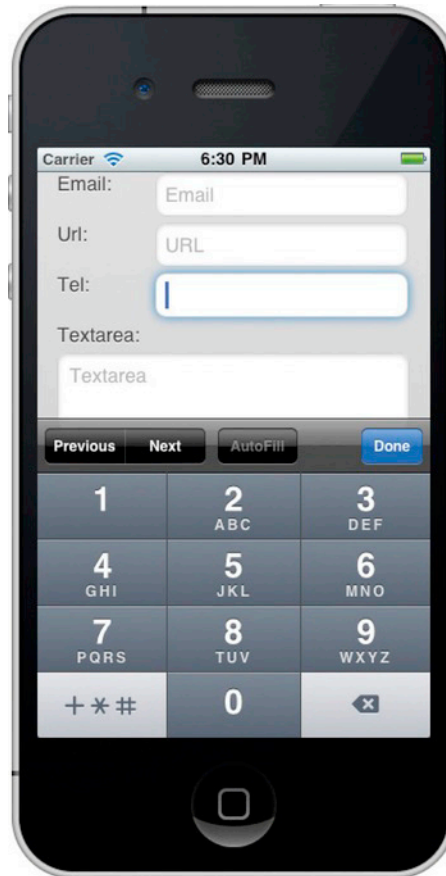 Carrier 6:30 PM
Email: Email
Url: URL
Tel:
Textarea:
Textarea
Previous Next AutoFill Done
1 2 3
ABC DEF
4 5 6
GHI JKL MNO
7 8 9
PQRS TUV WXYZ
+*# 0